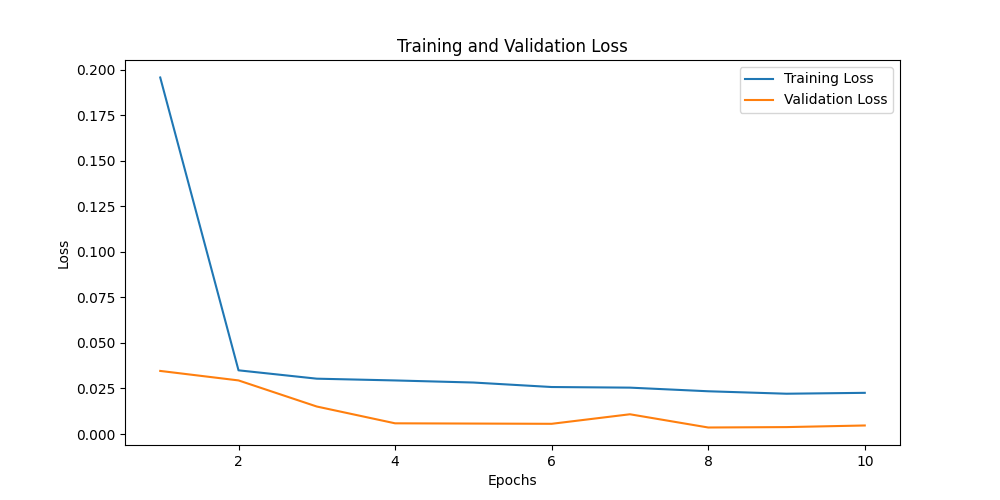 Training and Validation Loss
Training Loss
Validation Loss
0.200
0.175
0.150
0.125
0.100
0.075
0.050
0.025
0.000
Loss
2 4 6 8 10
Epochs